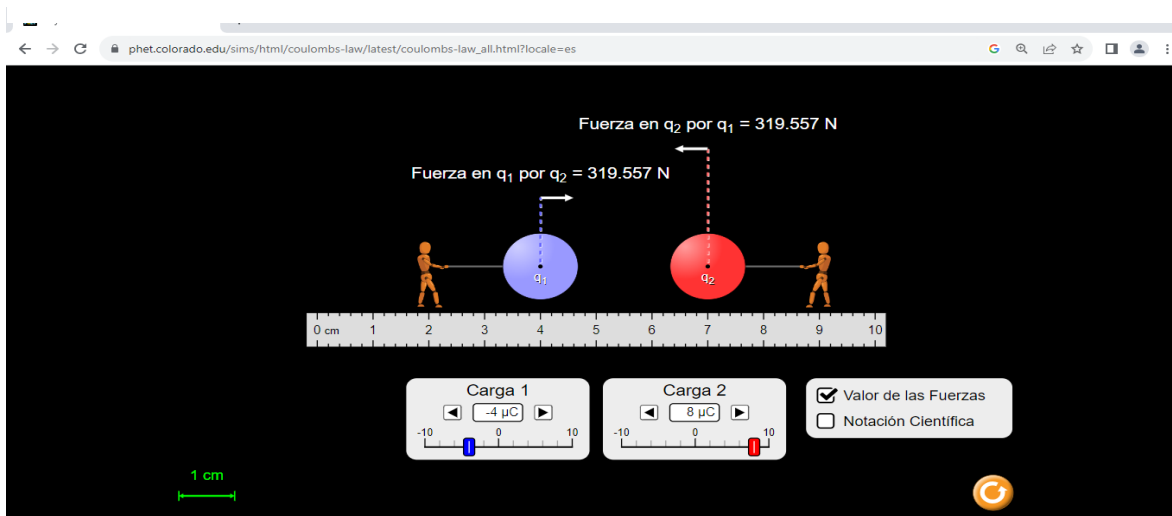 phet.colorado.edu/sims/html/coulombs-law/latest/coulombs-law_all.html?locale=es
Fuerza en q₂ por q₁ = 319.557 N
Fuerza en q₁ por q₂ = 319.557 N
q₁
q₂
0 cm 1 2 3 4 5 6 7 8 9 10
Carga 1
-4 µC
-10 0 10
Carga 2
8 µC
-10 0 10
Valor de las Fuerzas
Notación Científica
1 cm